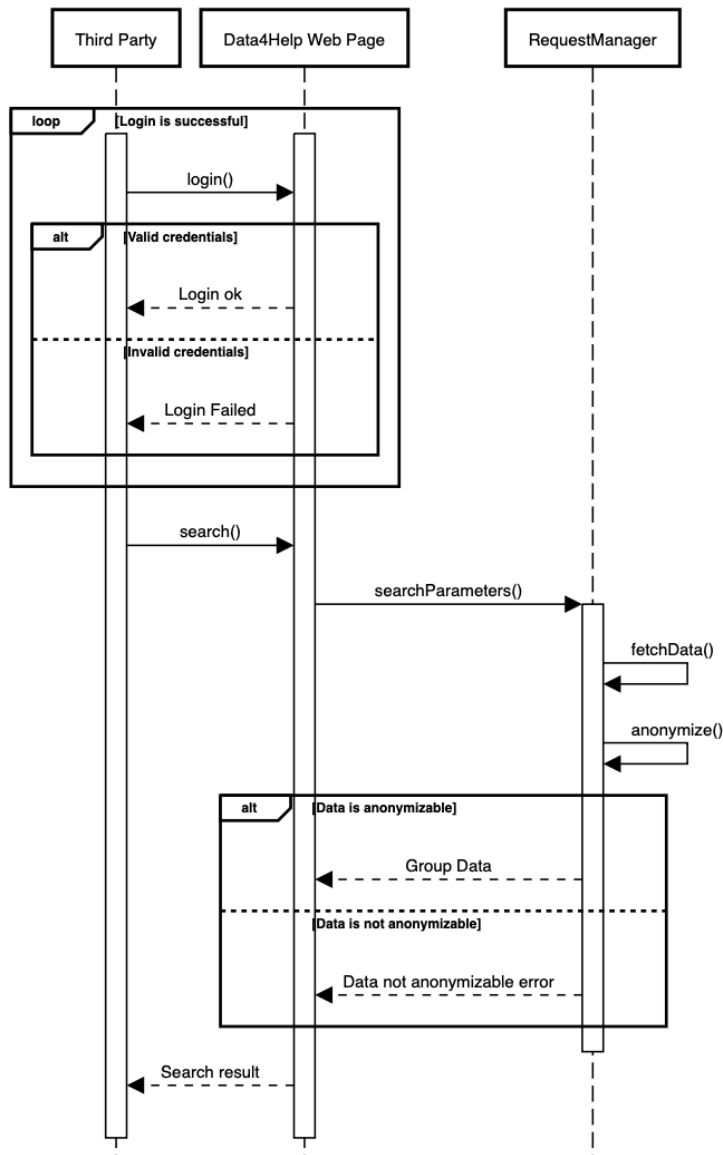 Third Party
Data4Help Web Page
RequestManager
loop
[Login is successful]
login()
alt
[Valid credentials]
Login ok
[Invalid credentials]
Login Failed
search()
searchParameters()
fetchData()
anonymize()
alt
[Data is anonymizable]
Group Data
[Data is not anonymizable]
Data not anonymizable error
Search result